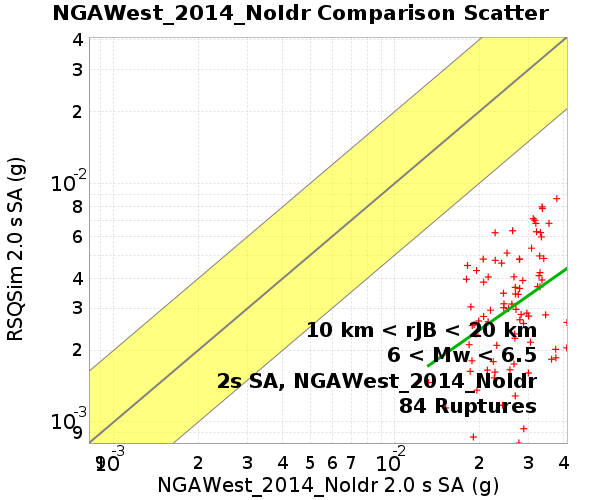 NGAWest_2014_NoIdr Comparison Scatter
4
3
2
10-2
8
6
4
3
2
10-3
9
RSQSim 2.0 s SA (g)
10 km < rJB < 20 km
6 < Mw < 6.5
2s SA, NGAWest_2014_NoIdr
84 Ruptures
9 10-3 2 3 4 5 6 7 10-2 2 3 4
NGAWest_2014_NoIdr 2.0 s SA (g)